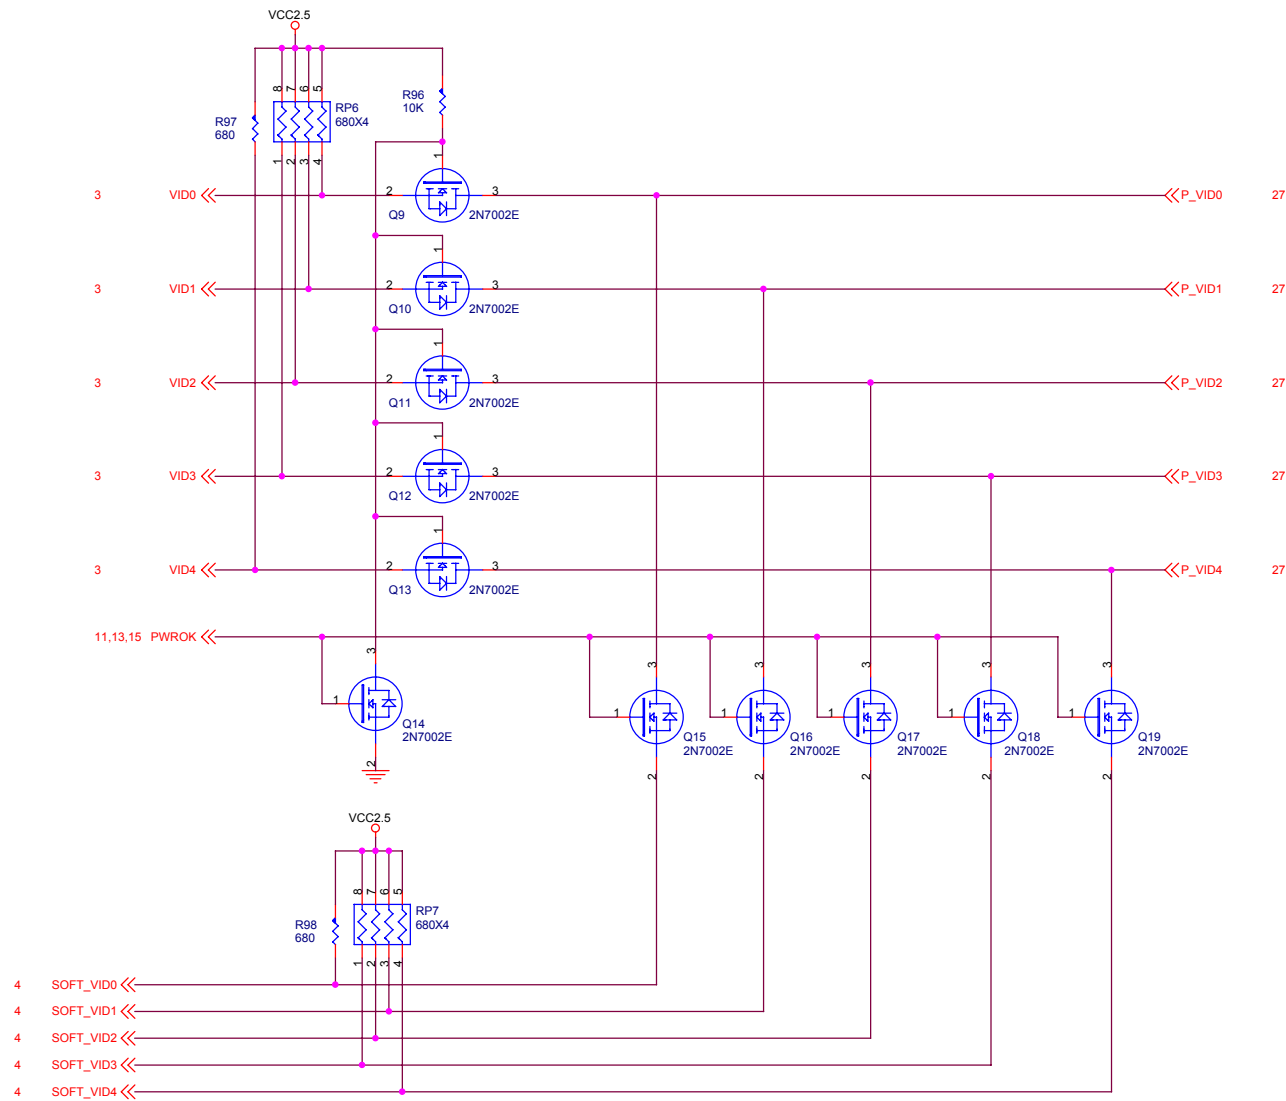 VCC2.5
8 7 6 5
R97
680
RP6
680X4
R96
10K
1 2 3 4
1
3 VID0 2 3 P_VID0 27
Q9 2N7002E
1
3 VID1 2 3 P_VID1 27
Q10 2N7002E
1
3 VID2 2 3 P_VID2 27
Q11 2N7002E
1
3 VID3 2 3 P_VID3 27
Q12 2N7002E
1
3 VID4 2 3 P_VID4 27
Q13 2N7002E
11,13,15 PWROK
3 3 3 3 3 3
1 1 1 1 1 1
Q14
2N7002E
Q15
2N7002E
Q16
2N7002E
Q17
2N7002E
Q18
2N7002E
Q19
2N7002E
2 2 2 2 2 2
VCC2.5
8 7 6 5
R98
680
RP7
680X4
1 2 3 4
4 SOFT_VID0
4 SOFT_VID1
4 SOFT_VID2
4 SOFT_VID3
4 SOFT_VID4